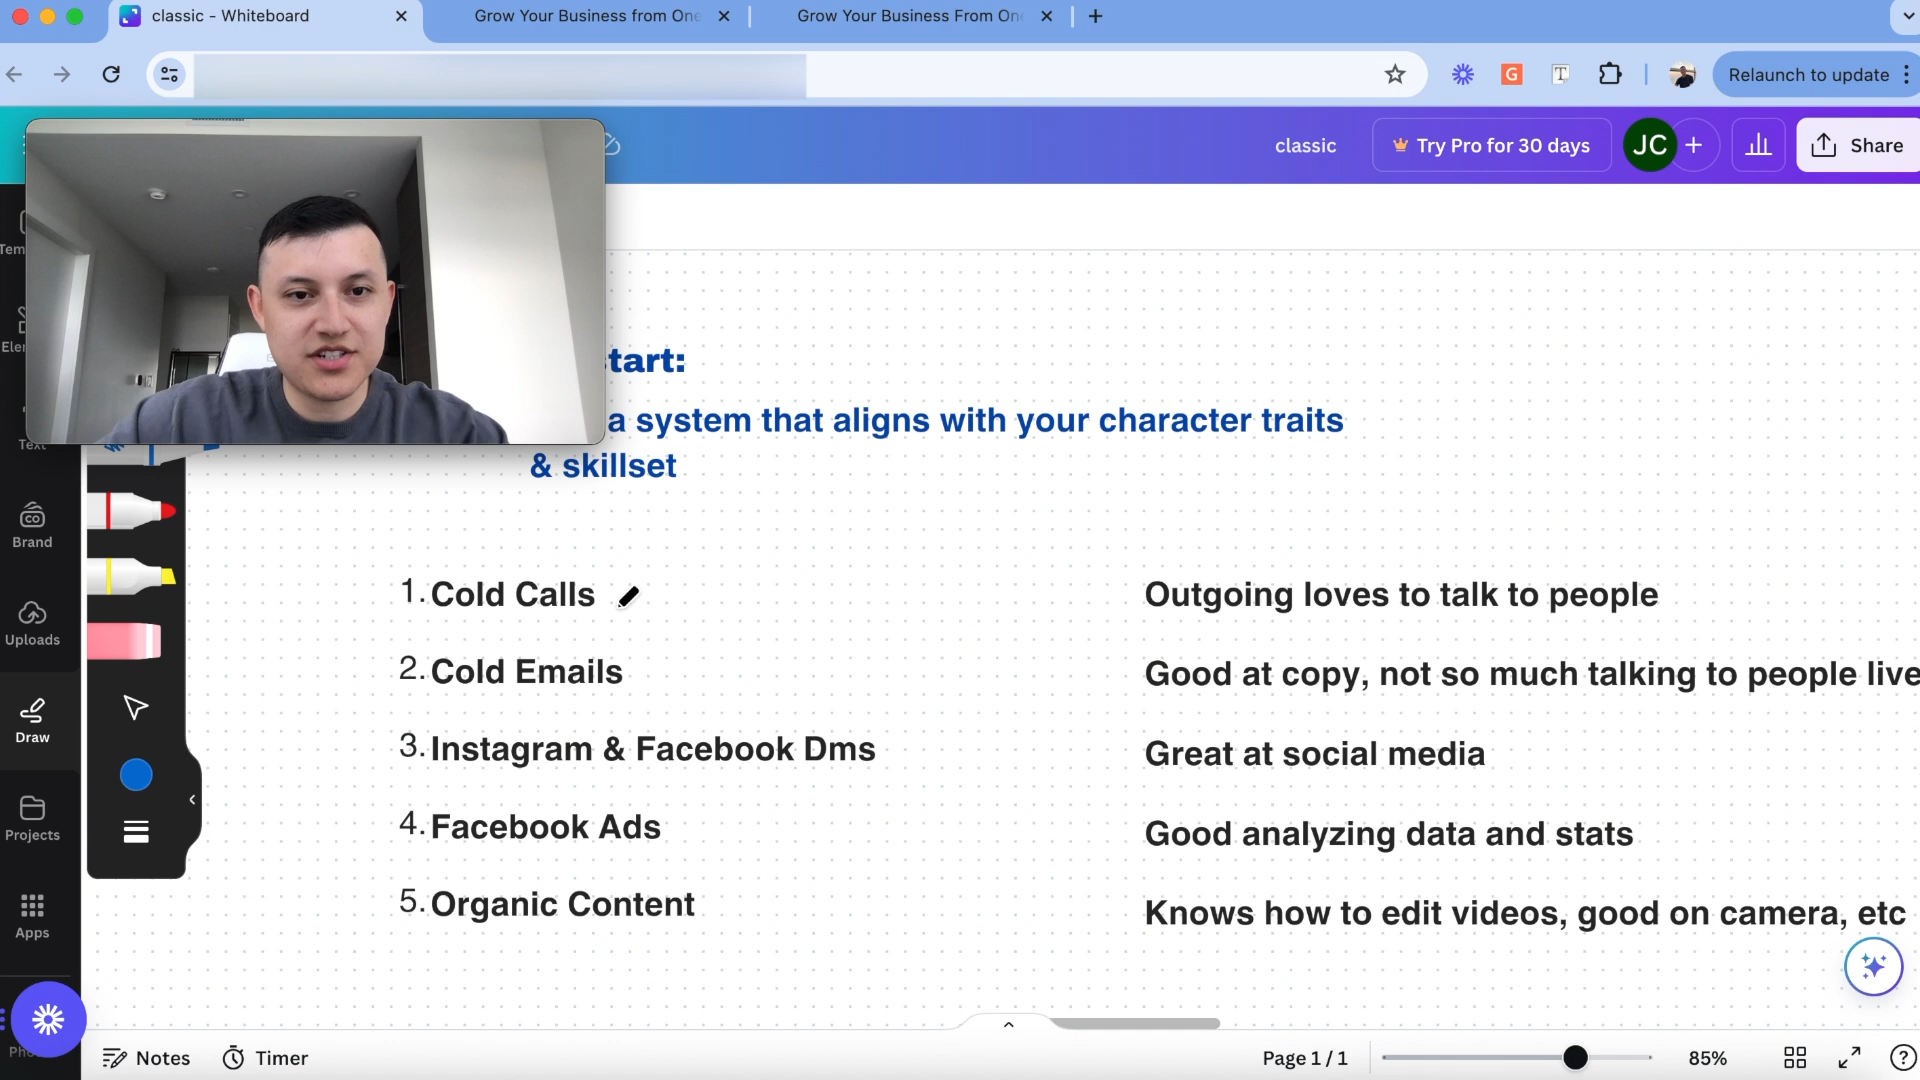 classic - Whiteboard
Grow Your Business from One
Grow Your Business From On
Relaunch to update
classic
Try Pro for 30 days
JC
Share
tart:
a system that aligns with your character traits
& skillset
Text
Brand
Uploads
Draw
Projects
Apps
1. Cold Calls
2. Cold Emails
3. Instagram & Facebook Dms
4. Facebook Ads
5. Organic Content
Outgoing loves to talk to people
Good at copy, not so much talking to people live
Great at social media
Good analyzing data and stats
Knows how to edit videos, good on camera, etc
Notes
Timer
Page 1 / 1
85%